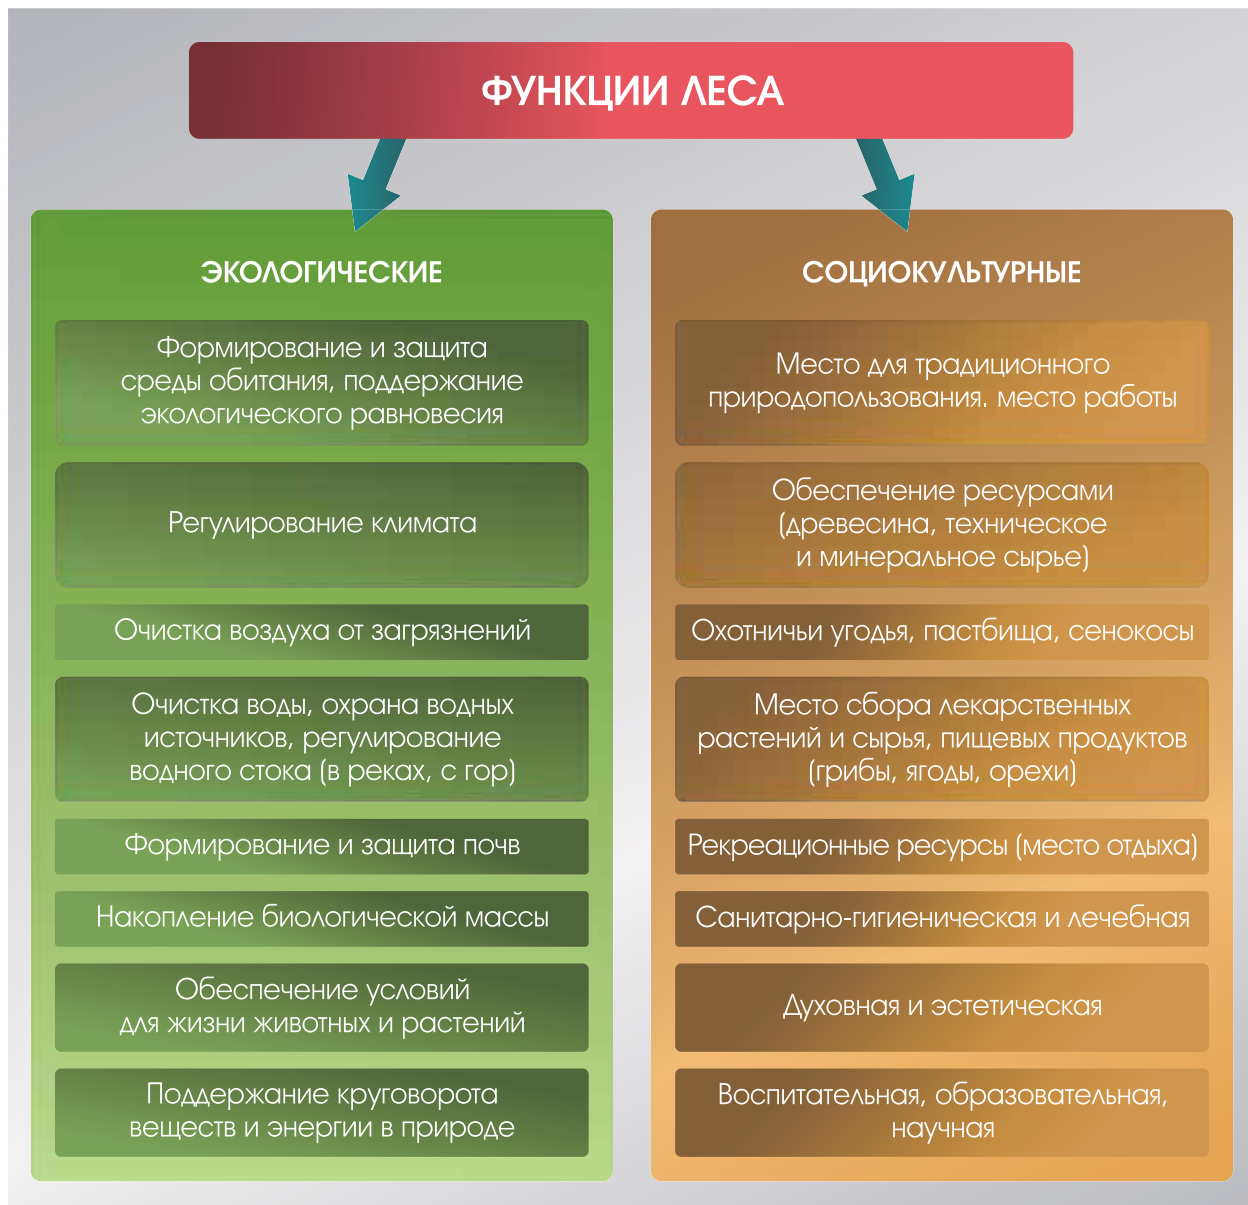 ФУНКЦИИ ЛЕСА
ЭКОЛОГИЧЕСКИЕ
Формирование и защита
среды обитания, поддержание
экологического равновесия
Регулирование климата
Очистка воздуха от загрязнений
Очистка воды, охрана водных
источников, регулирование
водного стока (в реках, с гор)
Формирование и защита почв
Накопление биологической массы
Обеспечение условий
для жизни животных и растений
Поддержание круговорота
веществ и энергии в природе
СОЦИОКУЛЬТУРНЫЕ
Место для традиционного
природопользования. место работы
Обеспечение ресурсами
(древесина, техническое
и минеральное сырье)
Охотничьи угодья, пастбища, сенокосы
Место сбора лекарственных
растений и сырья, пищевых продуктов
(грибы, ягоды, орехи)
Рекреационные ресурсы (место отдыха)
Санитарно-гигиеническая и лечебная
Духовная и эстетическая
Воспитательная, образовательная,
научная